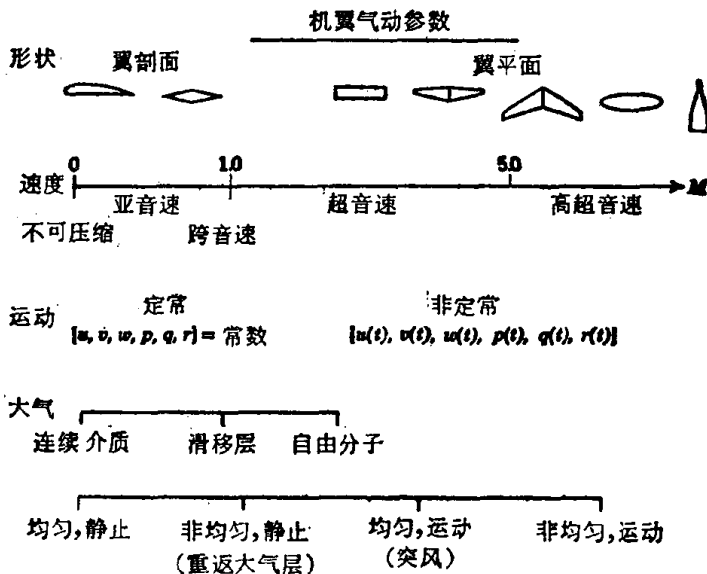 机翼气动参数
形状 翼剖面 翼平面
0 1.0 5.0
速度 M
亚音速 超音速 高超音速
不可压缩 跨音速
定常 非定常
运动 [u, v, w, p, q, r] = 常数 [u(t), v(t), w(t), p(t), q(t), r(t)]
大气
连续介质 滑移层 自由分子
均匀,静止 非均匀,静止 均匀,运动 非均匀,运动
(重返大气层) (突风)